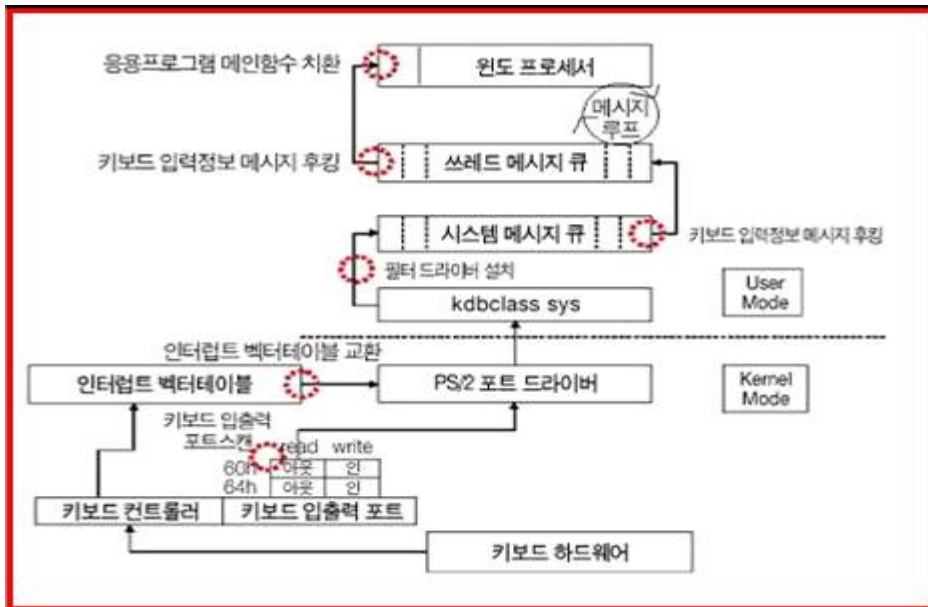 응용프로그램 메인함수 치환
윈도 프로세서
메시지
루프
키보드 입력정보 메시지 후킹
쓰레드 메시지 큐
시스템 메시지 큐
키보드 입력정보 메시지 후킹
필터 드라이버 설치
kdbclass sys
User
Mode
인터럽트 벡터테이블 교환
인터럽트 벡터테이블
PS/2 포트 드라이버
Kernel
Mode
키보드 입출력
포트스캔
read write
60h 아웃 인
64h 아웃 인
키보드 컨트롤러 키보드 입출력 포트
키보드 하드웨어